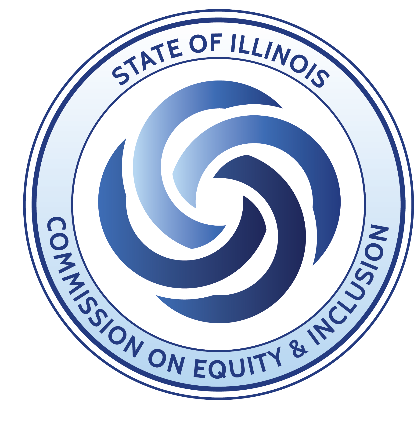 STATE OF ILLINOIS
COMMISSION ON EQUITY & INCLUSION